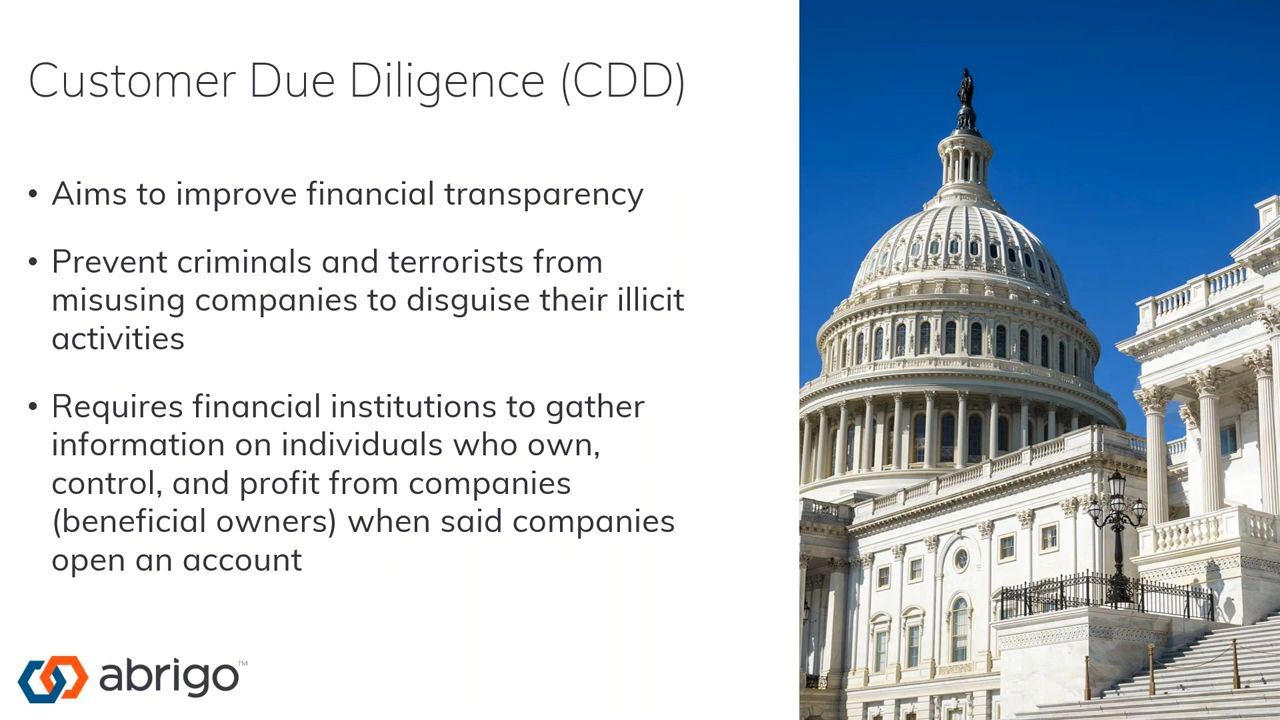 Customer Due Diligence (CDD)
• Aims to improve financial transparency
• Prevent criminals and terrorists from
misusing companies to disguise their illicit
activities
• Requires financial institutions to gather
information on individuals who own,
control, and profit from companies
(beneficial owners) when said companies
open an account
abrigo™